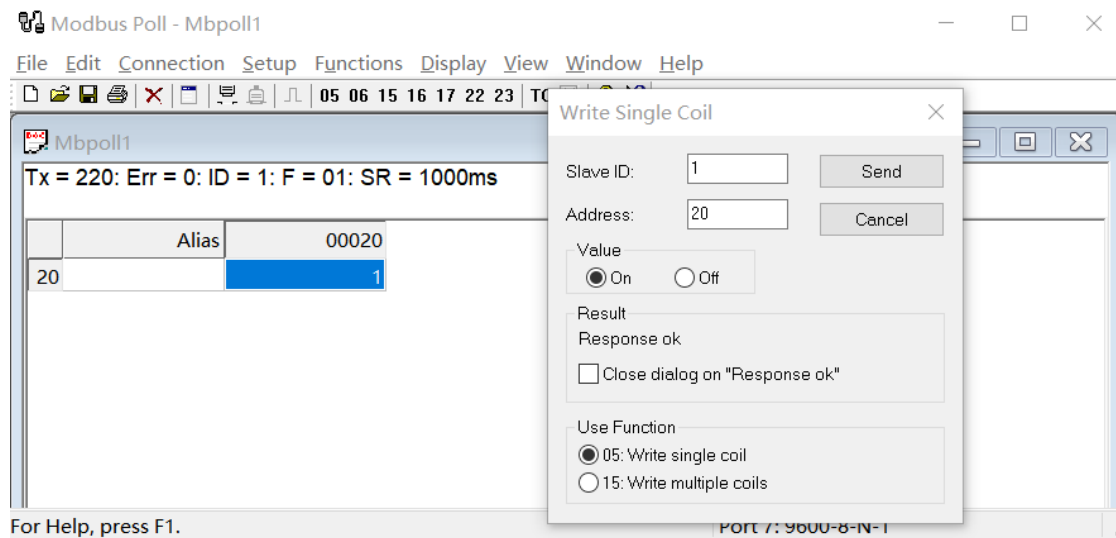 Modbus Poll - Mbpoll1
File Edit Connection Setup Functions Display View Window Help
05 06 15 16 17 22 23
Mbpoll1
Tx = 220: Err = 0: ID = 1: F = 01: SR = 1000ms
Alias 00020
20 1
Write Single Coil
Slave ID: 1 Send
Address: 20 Cancel
Value
On Off
Result
Response ok
Close dialog on "Response ok"
Use Function
05: Write single coil
15: Write multiple coils
For Help, press F1.
Port 7: 9600-8-N-1